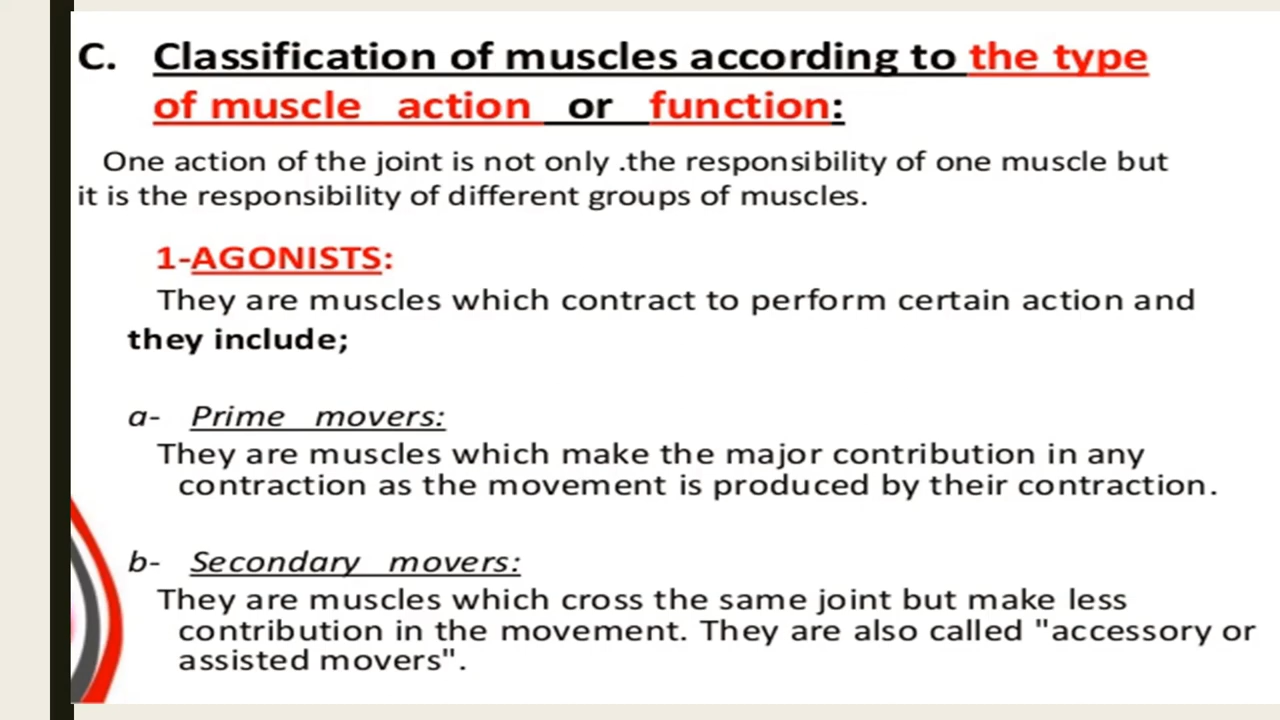 C. Classification of muscles according to the type
of muscle action or function:
One action of the joint is not only .the responsibility of one muscle but
it is the responsibility of different groups of muscles.
1-AGONISTS:
They are muscles which contract to perform certain action and
they include;
a- Prime movers:
They are muscles which make the major contribution in any
contraction as the movement is produced by their contraction.
b- Secondary movers:
They are muscles which cross the same joint but make less
contribution in the movement. They are also called "accessory or
assisted movers".